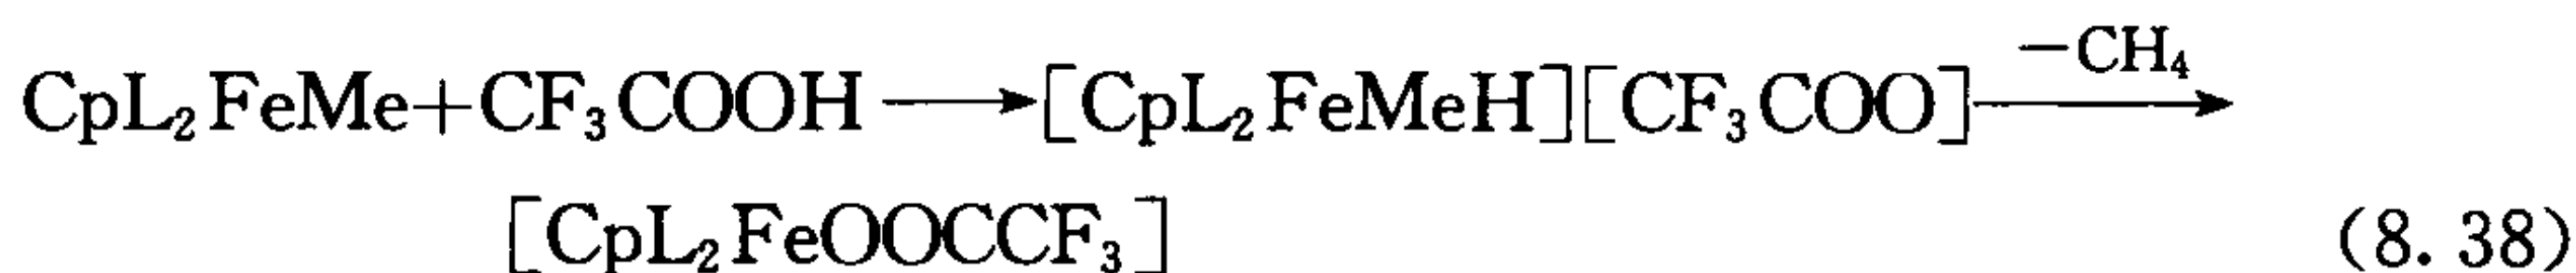 CpL₂FeMe+CF₃COOH⟶[CpL₂FeMeH][CF₃COO] —CH₄⟶
[CpL₂FeOOCCF₃] (8.38)